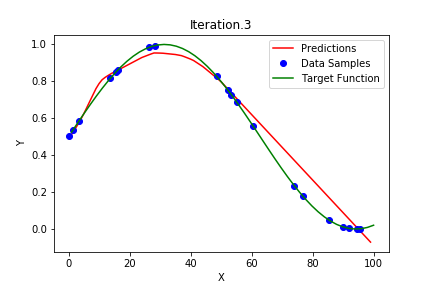 Iteration.3
Predictions
Data Samples
Target Function
Y
1.0
0.8
0.6
0.4
0.2
0.0
0 20 40 60 80 100
X